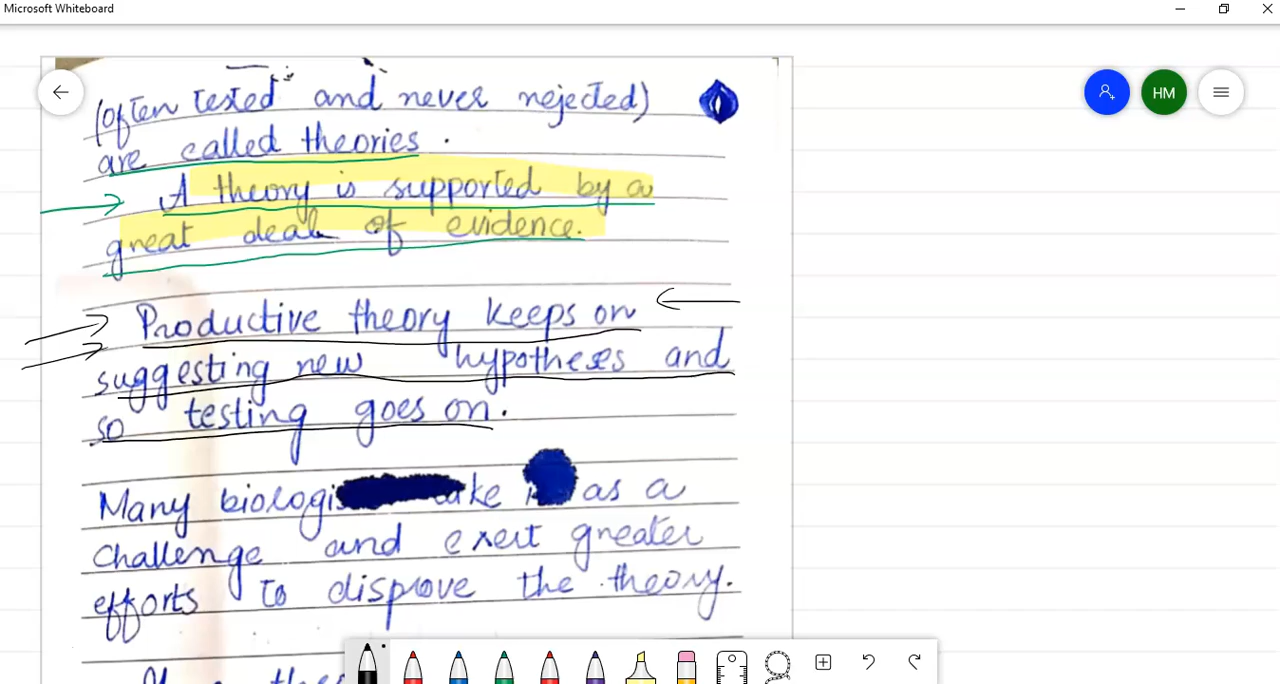 Microsoft Whiteboard
HM
(often tested and never rejected)
are called theories.
A theory is supported by a
great deal of evidence.
Productive theory keeps on
suggesting new hypotheses and
so testing goes on.
Many as a
challenge and exert greater
efforts to disprove the theory.